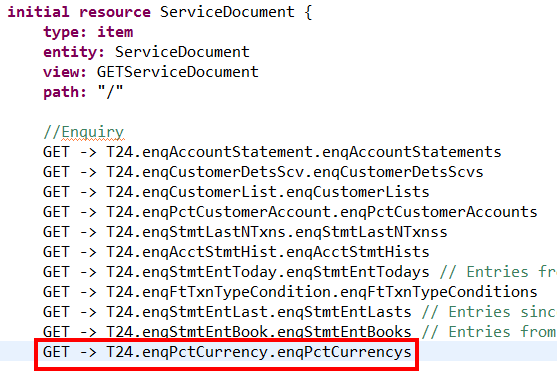 initial resource ServiceDocument {
type: item
entity: ServiceDocument
view: GETServiceDocument
path: "/"
//Enquiry
GET -> T24.enqAccountStatement.enqAccountStatements
GET -> T24.enqCustomerDetsScv.enqCustomerDetsScvs
GET -> T24.enqCustomerList.enqCustomerLists
GET -> T24.enqPctCustomerAccount.enqPctCustomerAccounts
GET -> T24.enqStmtLastNTxns.enqStmtLastNTxnss
GET -> T24.enqAcctStmtHist.enqAcctStmtHists
GET -> T24.enqStmtEntToday.enqStmtEntTodays // Entries fr
GET -> T24.enqFtTxnTypeCondition.enqFtTxnTypeConditions
GET -> T24.enqStmtEntLast.enqStmtEntLasts // Entries sinc
GET -> T24.enqStmtEntBook.enqStmtEntBooks // Entries from
GET -> T24.enqPctCurrency.enqPctCurrencys